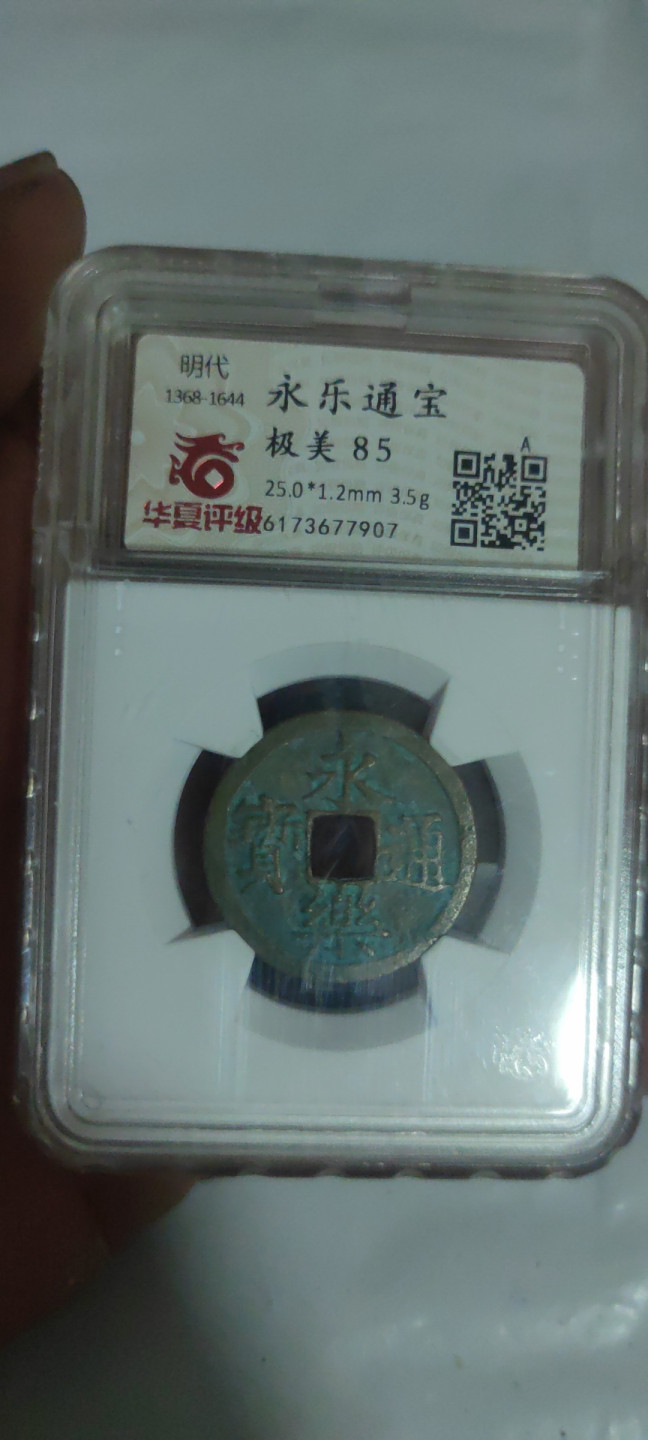 明代
1368-1644
永乐通宝
极美 85
25.0*1.2mm 3.5g
华夏评级
6173677907
A
永
寶 通
樂